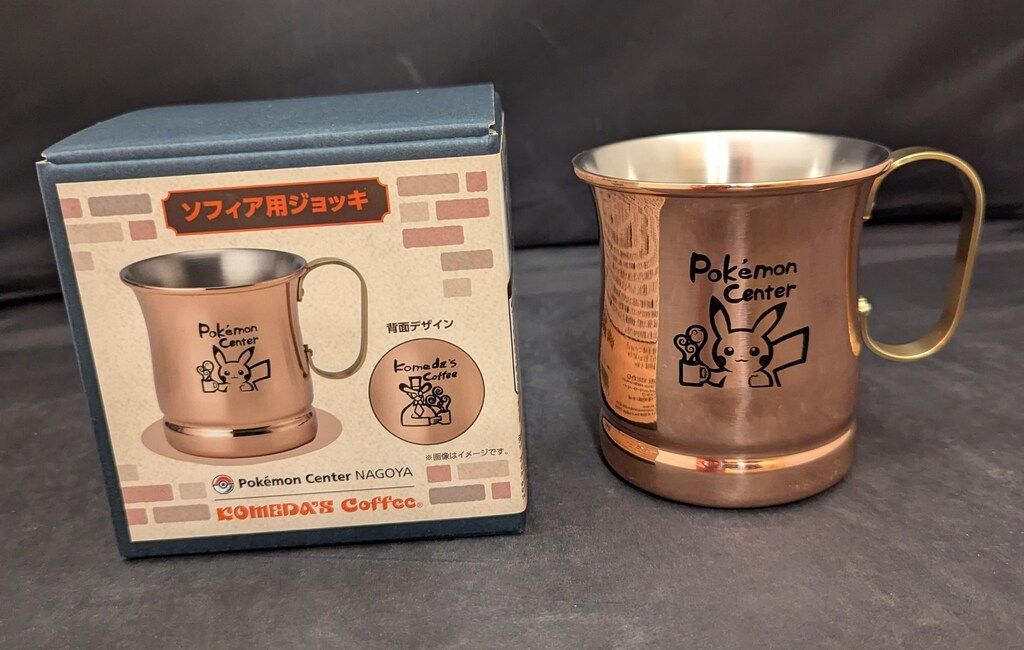 ソフィア用ジョッキ
Pokémon
Center
背面デザイン
Komeda's
Coffee
※画像はイメージです。
Pokémon Center NAGOYA
KOMEDA'S Coffee®
Pokémon
Center